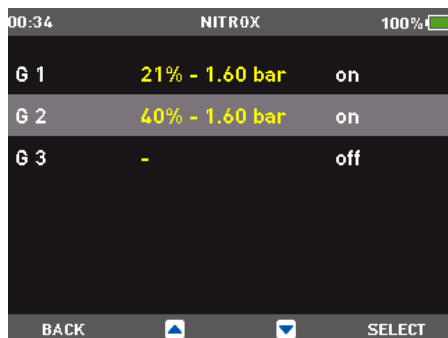 00:34 NITROX 100%
G 1 21% - 1.60 bar on
G 2 40% - 1.60 bar on
G 3 - off
BACK SELECT